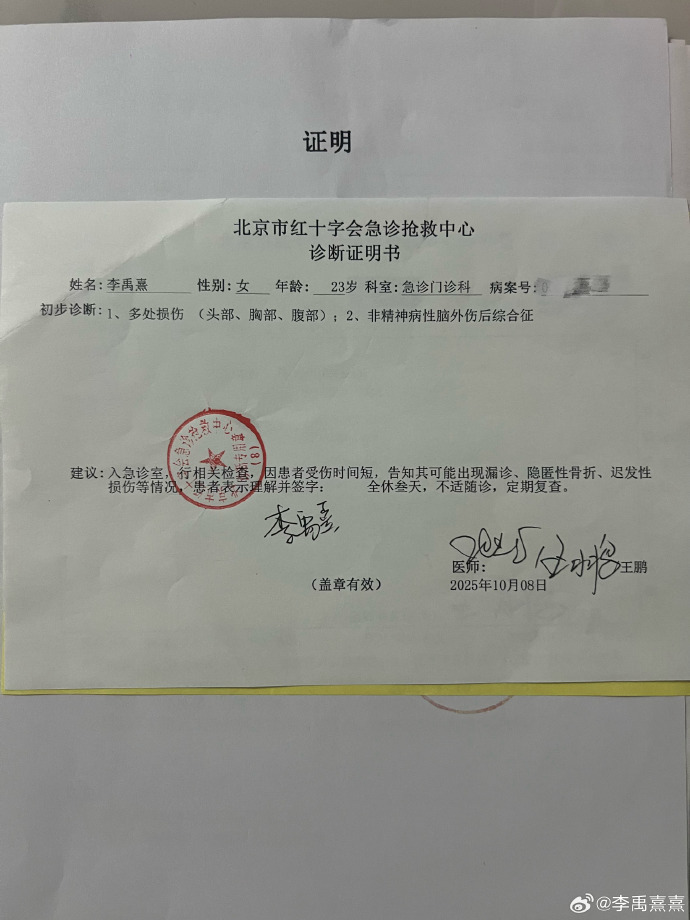 证明
北京市红十字会急诊抢救中心
诊断证明书
姓名：李禹熹 性别：女 年龄： 23岁 科室：急诊门诊科 病案号：
初步诊断：1、多处损伤 （头部、胸部、腹部）；2、非精神病性脑外伤后综合征
建议：入急诊室，行相关检查，因患者受伤时间短，告知其可能出现漏诊、隐匿性骨折、迟发性
损伤等情况，患者表示理解并签字： 全休叁天，不适随诊，定期复查。
李禹熹
医师： 王鹏
（盖章有效） 2025年10月08日
@李禹熹熹